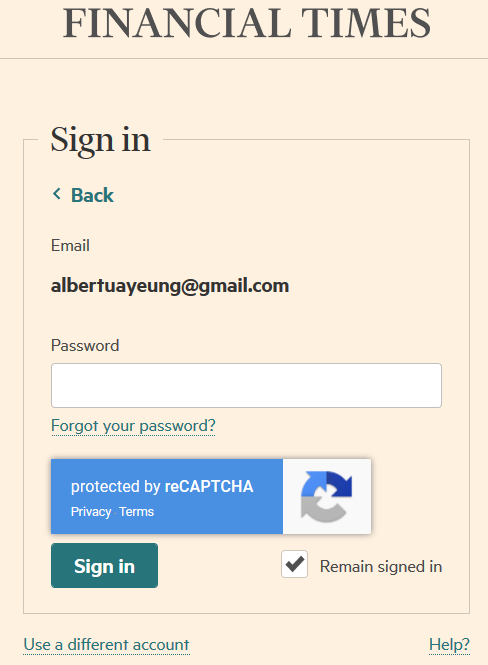 FINANCIAL TIMES
Sign in
Back
Email
albertuayeung@gmail.com
Password
Forgot your password?
protected by reCAPTCHA
Privacy - Terms
Sign in
Remain signed in
Use a different account
Help?